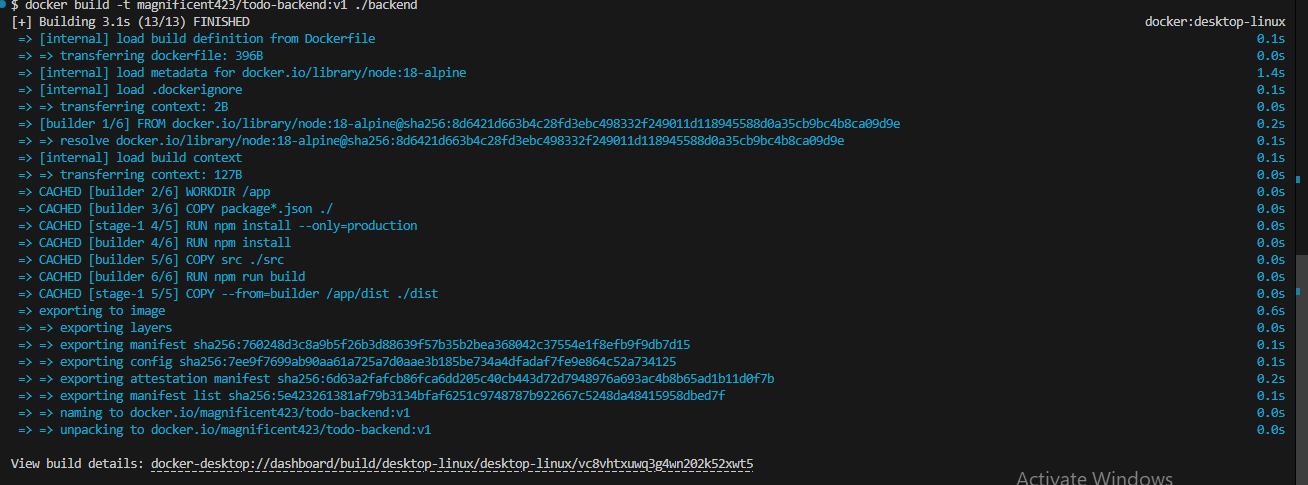 $ docker build -t magnificent423/todo-backend:v1 ./backend
[+] Building 3.1s (13/13) FINISHED docker:desktop-linux
=> [internal] load build definition from Dockerfile 0.1s
=> => transferring dockerfile: 396B 0.0s
=> [internal] load metadata for docker.io/library/node:18-alpine 1.4s
=> [internal] load .dockerignore 0.1s
=> => transferring context: 2B 0.0s
=> [builder 1/6] FROM docker.io/library/node:18-alpine@sha256:8d6421d663b4c28fd3ebc498332f249011d118945588d0a35cb9bc4b8ca09d9e 0.2s
=> => resolve docker.io/library/node:18-alpine@sha256:8d6421d663b4c28fd3ebc498332f249011d118945588d0a35cb9bc4b8ca09d9e 0.1s
=> [internal] load build context 0.1s
=> => transferring context: 127B 0.0s
=> CACHED [builder 2/6] WORKDIR /app 0.0s
=> CACHED [builder 3/6] COPY package*.json ./ 0.0s
=> CACHED [stage-1 4/5] RUN npm install --only=production 0.0s
=> CACHED [builder 4/6] RUN npm install 0.0s
=> CACHED [builder 5/6] COPY src ./src 0.0s
=> CACHED [builder 6/6] RUN npm run build 0.0s
=> CACHED [stage-1 5/5] COPY --from=builder /app/dist ./dist 0.0s
=> exporting to image 0.6s
=> => exporting layers 0.0s
=> => exporting manifest sha256:760248d3c8a9b5f26b3d88639f57b35b2bea368042c37554e1f8efb9f9db7d15 0.1s
=> => exporting config sha256:7ee9f7699ab90aa61a725a7d0aae3b185be734a4dfadaf7fe9e864c52a734125 0.1s
=> => exporting attestation manifest sha256:6d63a2fafcb86fca6dd205c40cb443d72d7948976a693ac4b8b65ad1b11d0f7b 0.2s
=> => exporting manifest list sha256:5e423261381af79b3134bfaf6251c9748787b922667c5248da48415958dbed7f 0.1s
=> => naming to docker.io/magnificent423/todo-backend:v1 0.0s
=> => unpacking to docker.io/magnificent423/todo-backend:v1 0.0s
View build details: docker-desktop://dashboard/build/desktop-linux/desktop-linux/vc8vhtxuwq3g4wn202k52xwt5
Activate Windows